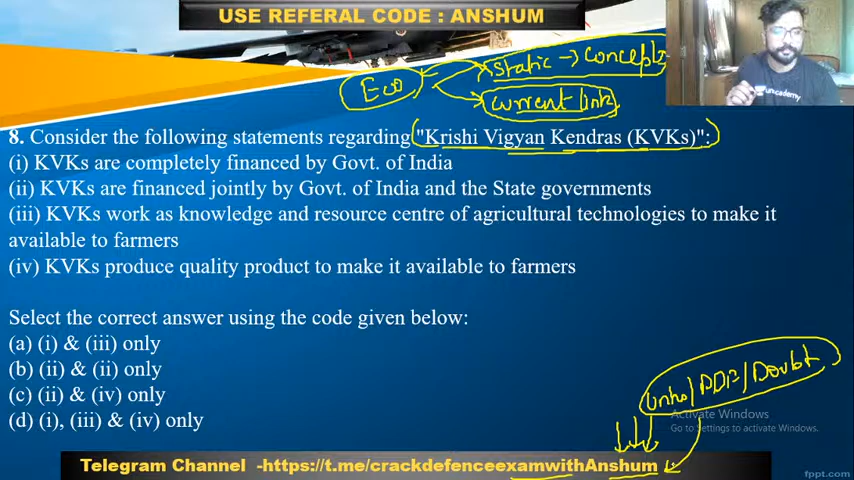 USE REFERAL CODE : ANSHUM
Eco
static → concepts
current link
unacademy
8. Consider the following statements regarding "Krishi Vigyan Kendras (KVKs)":
(i) KVKs are completely financed by Govt. of India
(ii) KVKs are financed jointly by Govt. of India and the State governments
(iii) KVKs work as knowledge and resource centre of agricultural technologies to make it
available to farmers
(iv) KVKs produce quality product to make it available to farmers
Select the correct answer using the code given below:
(a) (i) & (iii) only
(b) (ii) & (ii) only
(c) (ii) & (iv) only
(d) (i), (iii) & (iv) only
PDF/Doubt
Activate Windows
Go to Settings to activate Windows.
Telegram Channel -https://t.me/crackdefenceexamwithAnshum
fppt.com